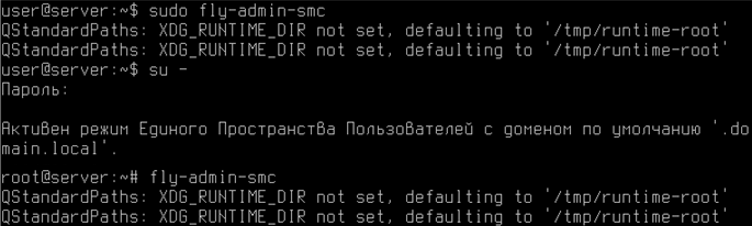 user@server:~$ sudo fly-admin-smc
QStandardPaths: XDG_RUNTIME_DIR not set, defaulting to '/tmp/runtime-root'
QStandardPaths: XDG_RUNTIME_DIR not set, defaulting to '/tmp/runtime-root'
user@server:~$ su -
Пароль:
Активен режим Единого Пространства Пользователей с доменом по умолчанию '.do
main.local'.
root@server:~# fly-admin-smc
QStandardPaths: XDG_RUNTIME_DIR not set, defaulting to '/tmp/runtime-root'
QStandardPaths: XDG_RUNTIME_DIR not set, defaulting to '/tmp/runtime-root'